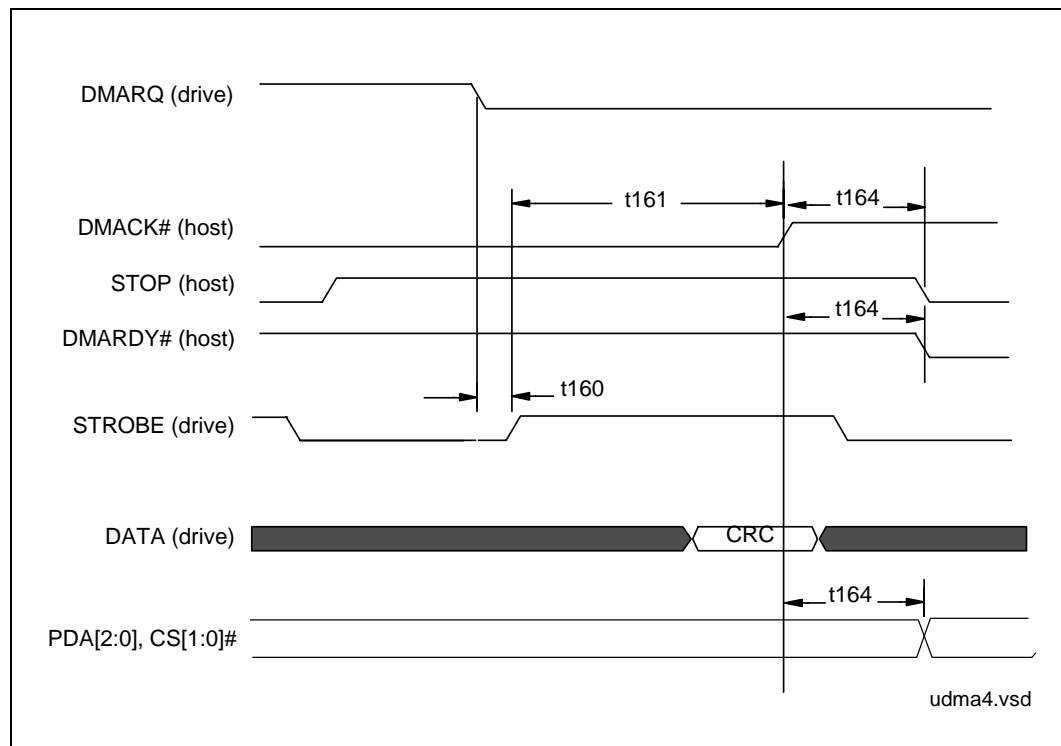 DMARQ (drive)
t161
t164
DMACK# (host)
STOP (host)
t164
DMARDY# (host)
t160
STROBE (drive)
DATA (drive)
CRC
t164
PDA[2:0], CS[1:0]#
udma4.vsd